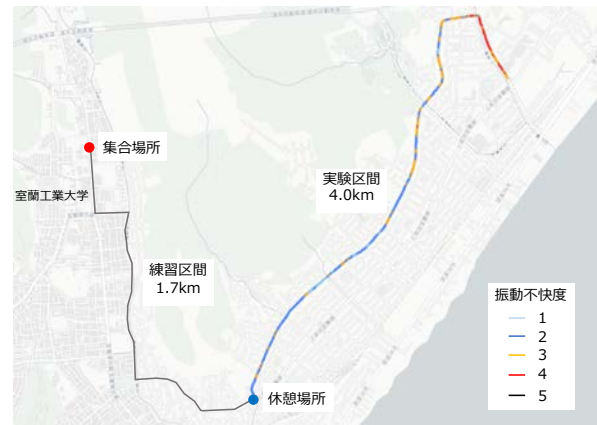 集合場所
室蘭工業大学
実験区間
4.0km
練習区間
1.7km
振動不快度
1
2
3
4
5
休憩場所